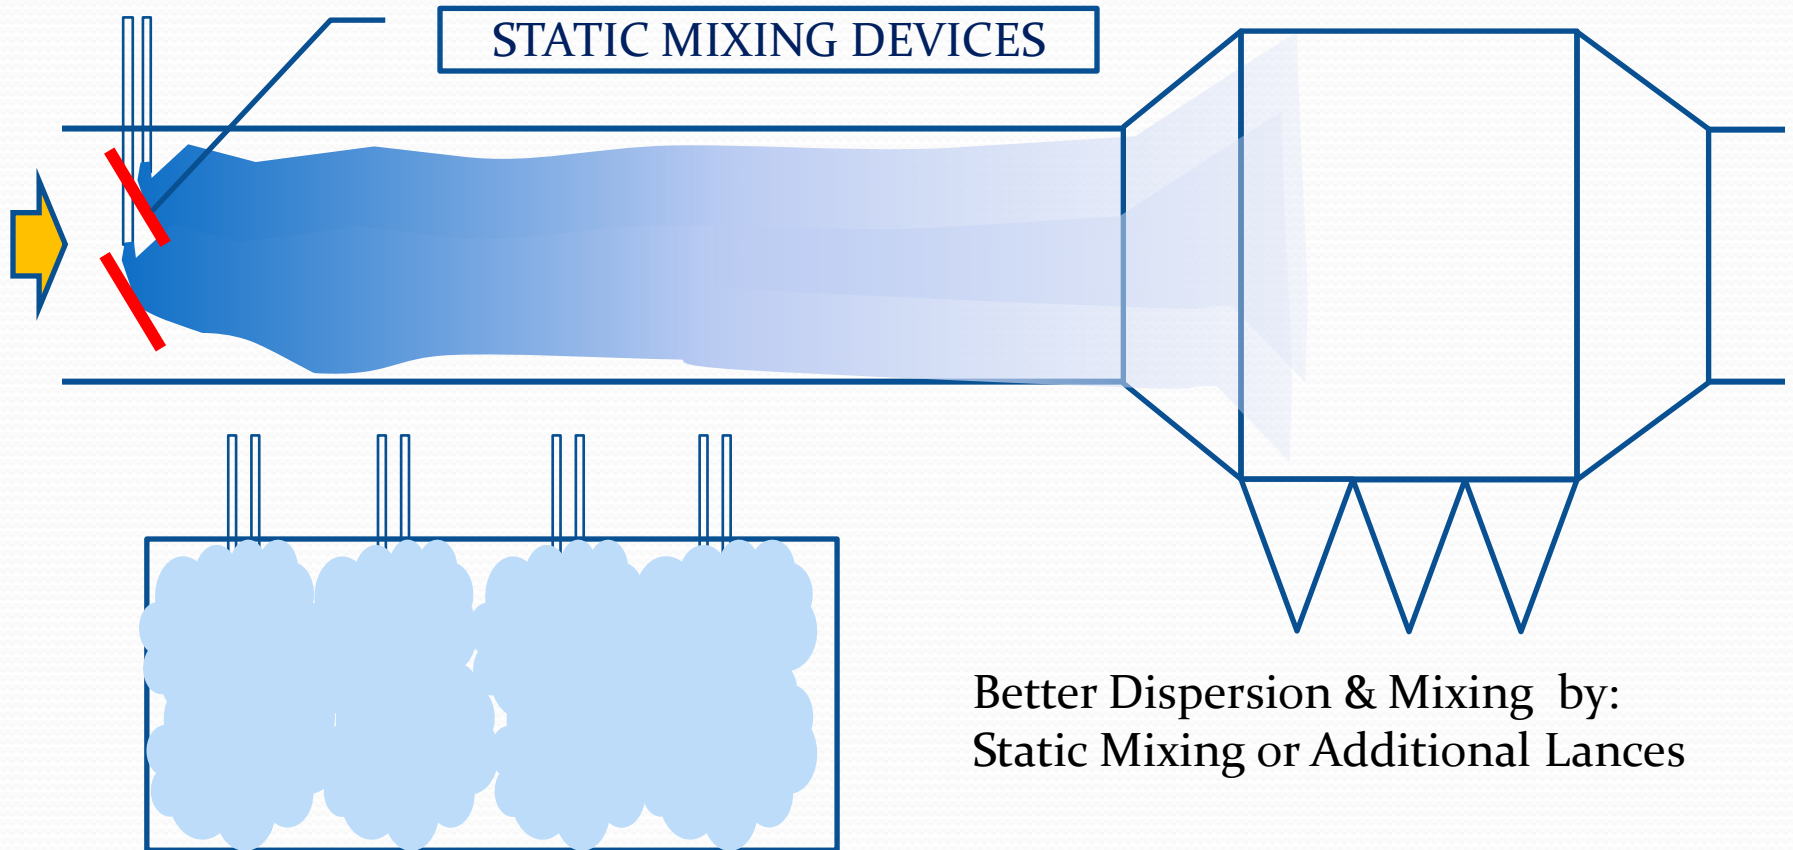 STATIC MIXING DEVICES
Better Dispersion & Mixing by:
Static Mixing or Additional Lances